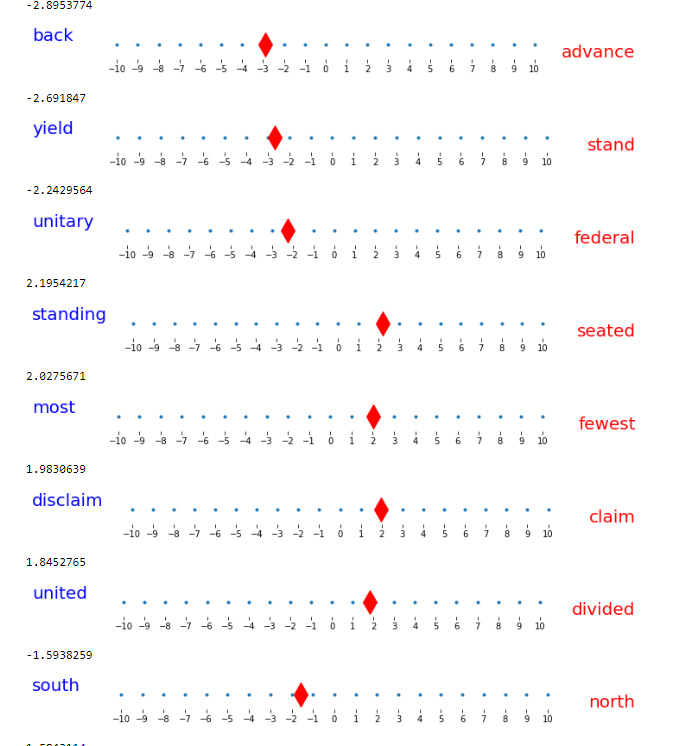 -2.8953774
back
advance
−10 −9 −8 −7 −6 −5 −4 −3 −2 −1 0 1 2 3 4 5 6 7 8 9 10
-2.691847
yield
stand
−10 −9 −8 −7 −6 −5 −4 −3 −2 −1 0 1 2 3 4 5 6 7 8 9 10
-2.2429564
unitary
federal
−10 −9 −8 −7 −6 −5 −4 −3 −2 −1 0 1 2 3 4 5 6 7 8 9 10
2.1954217
standing
seated
−10 −9 −8 −7 −6 −5 −4 −3 −2 −1 0 1 2 3 4 5 6 7 8 9 10
2.0275671
most
fewest
−10 −9 −8 −7 −6 −5 −4 −3 −2 −1 0 1 2 3 4 5 6 7 8 9 10
1.9830639
disclaim
claim
−10 −9 −8 −7 −6 −5 −4 −3 −2 −1 0 1 2 3 4 5 6 7 8 9 10
1.8452765
united
divided
−10 −9 −8 −7 −6 −5 −4 −3 −2 −1 0 1 2 3 4 5 6 7 8 9 10
-1.5938259
south
north
−10 −9 −8 −7 −6 −5 −4 −3 −2 −1 0 1 2 3 4 5 6 7 8 9 10